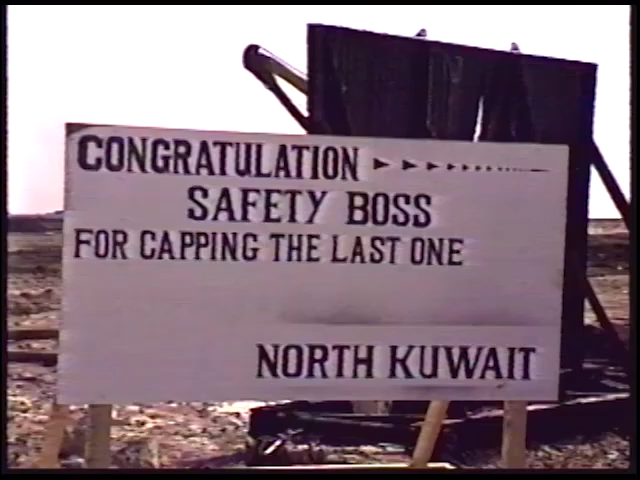 CONGRATULATION
SAFETY BOSS
FOR CAPPING THE LAST ONE
NORTH KUWAIT